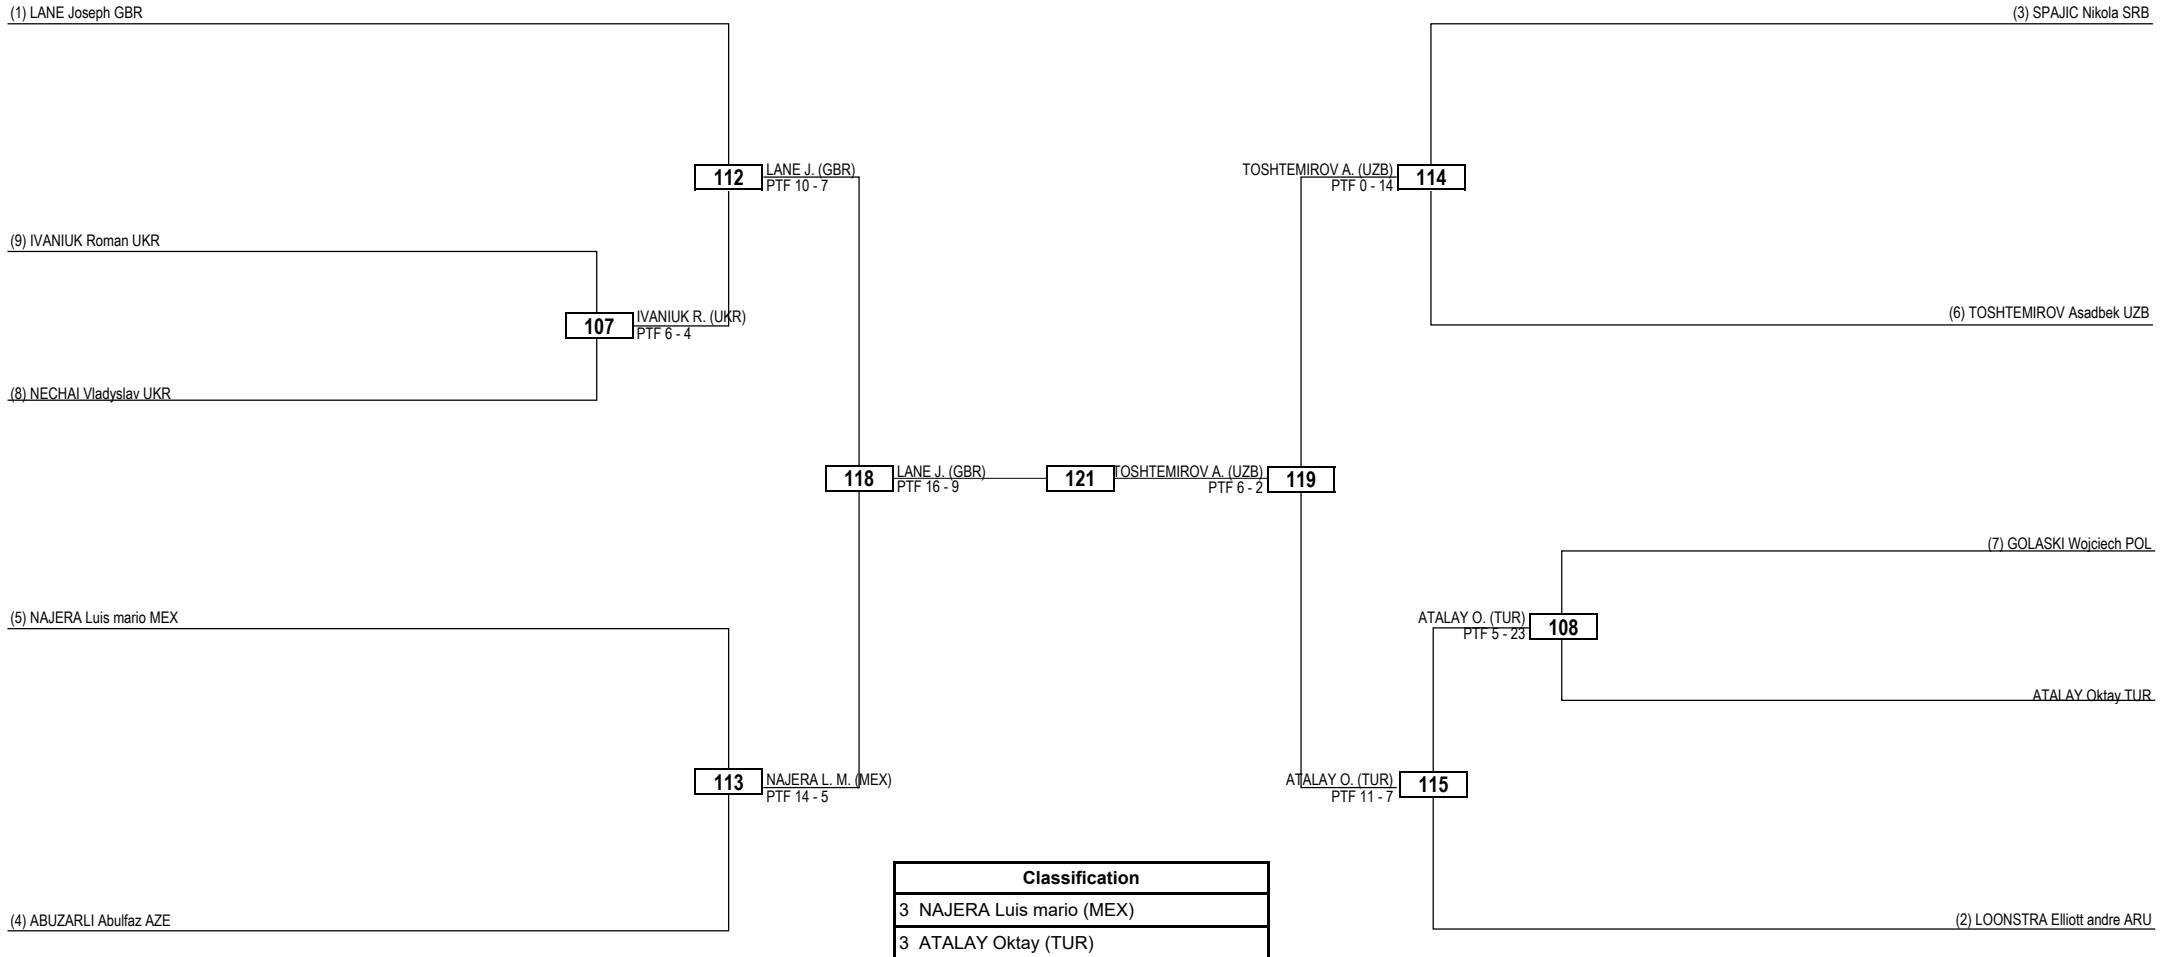 (1) LANE Joseph GBR
(3) SPAJIC Nikola SRB
112
LANE J. (GBR)
PTF 10 - 7
TOSHTEMIROV A. (UZB)
PTF 0 - 14
114
(9) IVANIUK Roman UKR
107
IVANIUK R. (UKR)
PTF 6 - 4
(6) TOSHTEMIROV Asadbek UZB
(8) NECHAI Vladyslav UKR
118
LANE J. (GBR)
PTF 16 - 9
121
TOSHTEMIROV A. (UZB)
PTF 6 - 2
119
(7) GOLASKI Wojciech POL
(5) NAJERA Luis mario MEX
ATALAY O. (TUR)
PTF 5 - 23
108
ATALAY Oktay TUR
113
NAJERA L. M. (MEX)
PTF 14 - 5
ATALAY O. (TUR)
PTF 11 - 7
115
(4) ABUZARLI Abulfaz AZE
(2) LOONSTRA Elliott andre ARU
Classification
3 NAJERA Luis mario (MEX)
3 ATALAY Oktay (TUR)